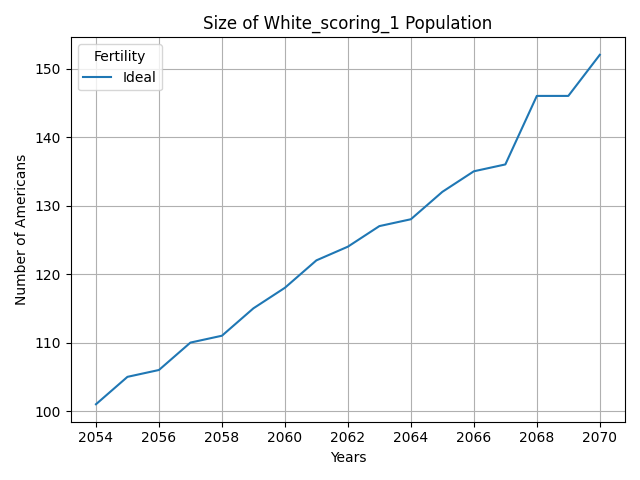 Size of White_scoring_1 Population
Fertility
Ideal
Number of Americans
150
140
130
120
110
100
2054 2056 2058 2060 2062 2064 2066 2068 2070
Years